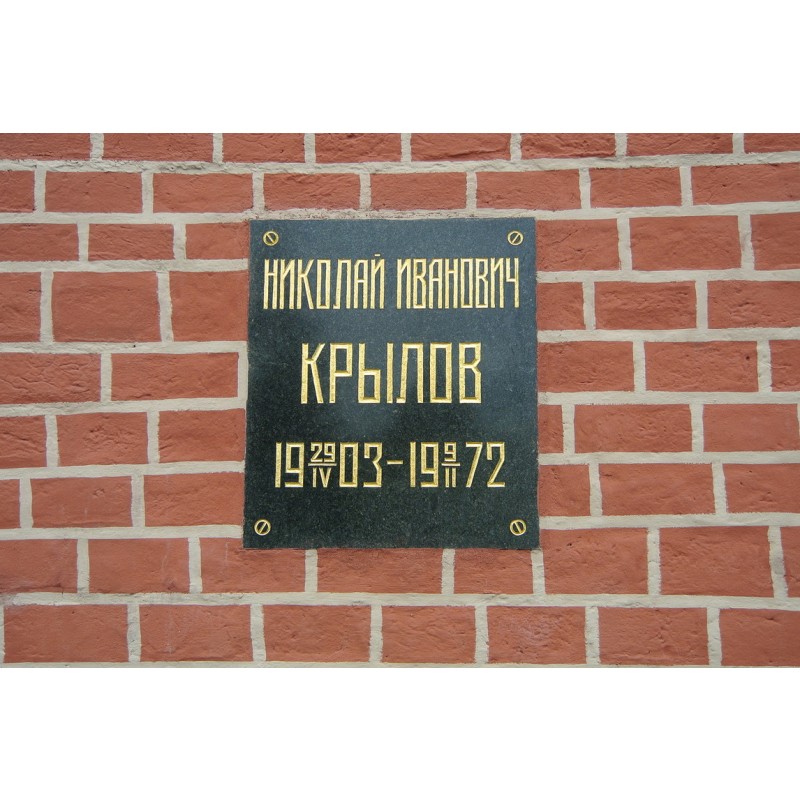 НИКОЛАЙ ИВАНОВИЧ
КРЫЛОВ
19 29/IV 03-19 9/II 72